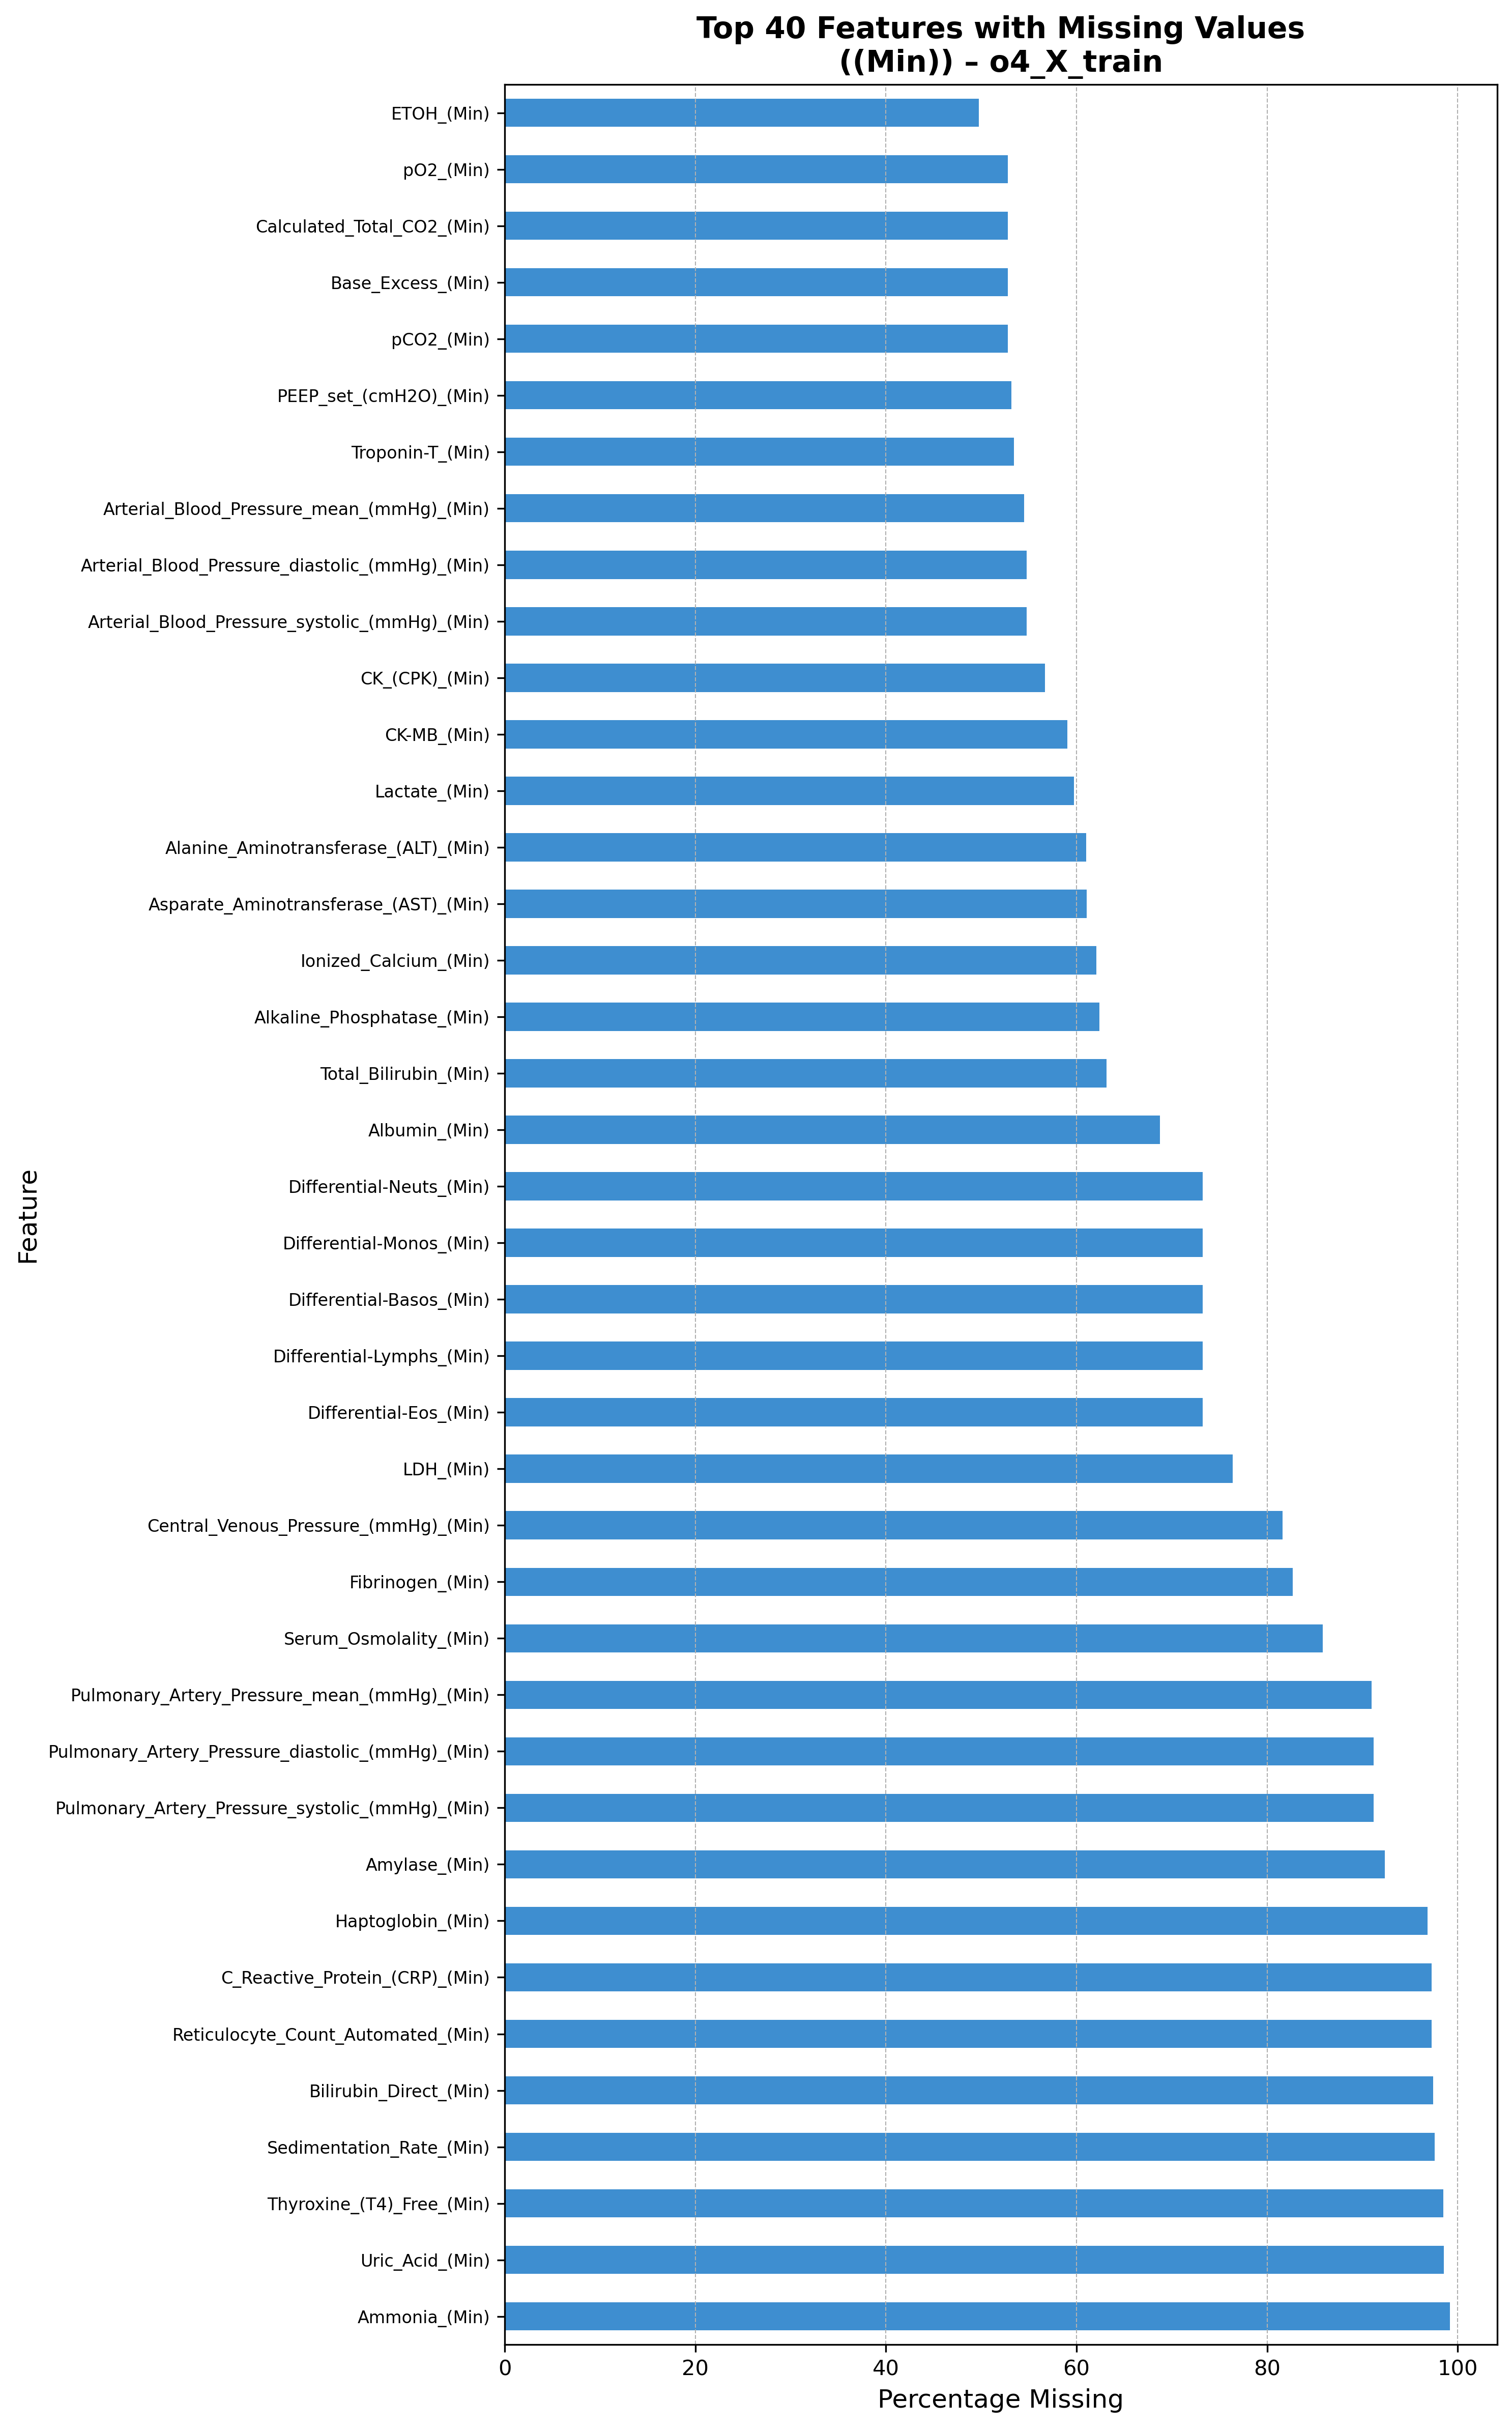 Top 40 Features with Missing Values
((Min)) – o4_X_train
ETOH_(Min)
pO2_(Min)
Calculated_Total_CO2_(Min)
Base_Excess_(Min)
pCO2_(Min)
PEEP_set_(cmH2O)_(Min)
Troponin-T_(Min)
Arterial_Blood_Pressure_mean_(mmHg)_(Min)
Arterial_Blood_Pressure_diastolic_(mmHg)_(Min)
Arterial_Blood_Pressure_systolic_(mmHg)_(Min)
CK_(CPK)_(Min)
CK-MB_(Min)
Lactate_(Min)
Alanine_Aminotransferase_(ALT)_(Min)
Asparate_Aminotransferase_(AST)_(Min)
Ionized_Calcium_(Min)
Alkaline_Phosphatase_(Min)
Total_Bilirubin_(Min)
Albumin_(Min)
Differential-Neuts_(Min)
Differential-Monos_(Min)
Differential-Basos_(Min)
Differential-Lymphs_(Min)
Differential-Eos_(Min)
LDH_(Min)
Central_Venous_Pressure_(mmHg)_(Min)
Fibrinogen_(Min)
Serum_Osmolality_(Min)
Pulmonary_Artery_Pressure_mean_(mmHg)_(Min)
Pulmonary_Artery_Pressure_diastolic_(mmHg)_(Min)
Pulmonary_Artery_Pressure_systolic_(mmHg)_(Min)
Amylase_(Min)
Haptoglobin_(Min)
C_Reactive_Protein_(CRP)_(Min)
Reticulocyte_Count_Automated_(Min)
Bilirubin_Direct_(Min)
Sedimentation_Rate_(Min)
Thyroxine_(T4)_Free_(Min)
Uric_Acid_(Min)
Ammonia_(Min)
Feature
0 20 40 60 80 100
Percentage Missing